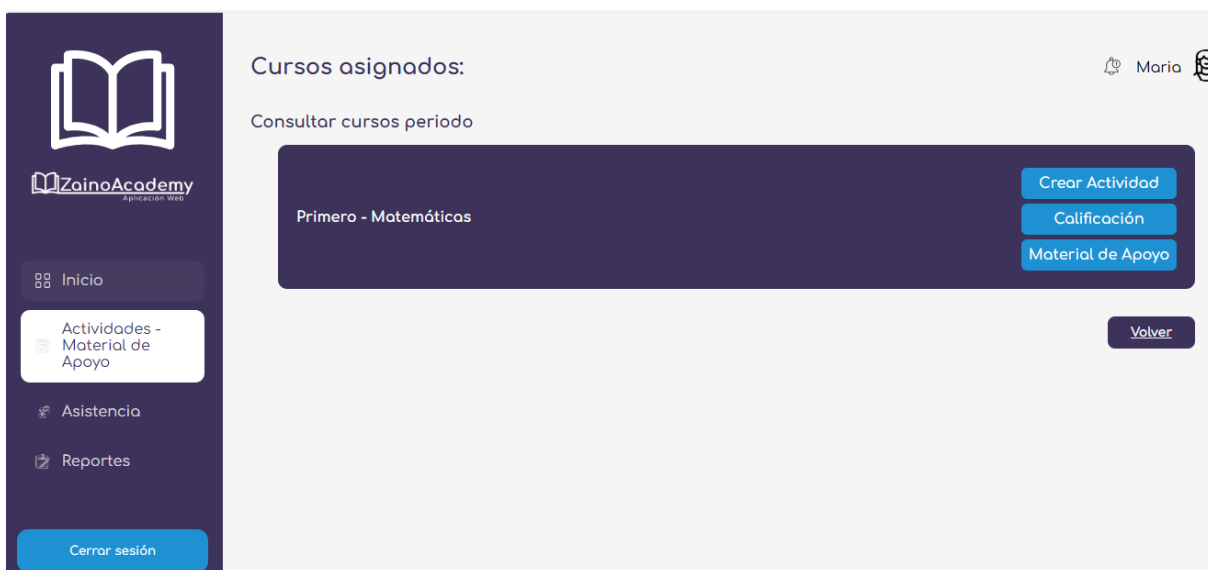 ZainoAcademy
Aplicación Web
Inicio
Actividades -
Material de
Apoyo
Asistencia
Reportes
Cerrar sesión
Cursos asignados:
Maria
Consultar cursos periodo
Primero - Matemáticas
Crear Actividad
Calificación
Material de Apoyo
Volver